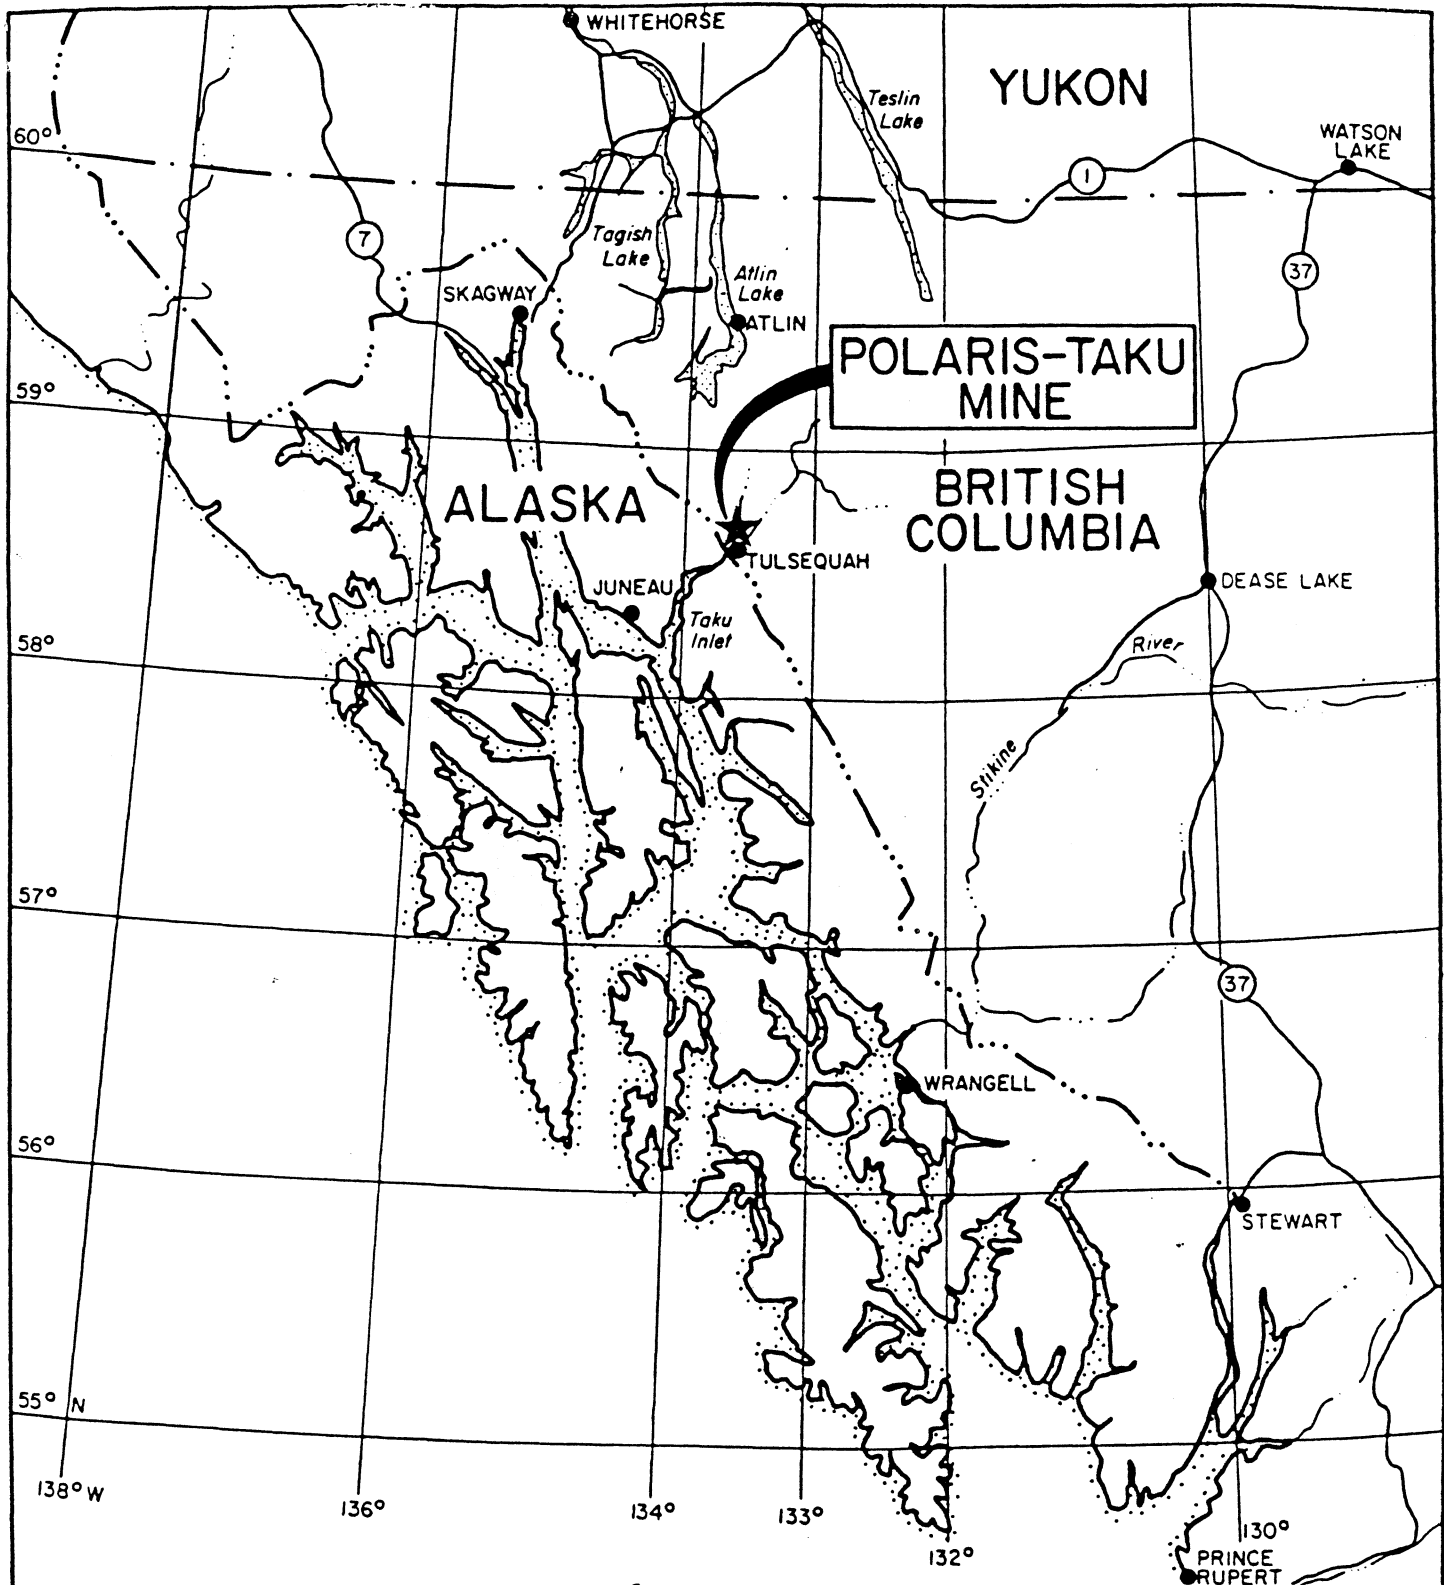 WHITEHORSE
YUKON
Teslin
Lake
WATSON
LAKE
60°
1
7
Tagish
Lake
37
Atlin
Lake
SKAGWAY
ATLIN
POLARIS-TAKU
MINE
59°
ALASKA
BRITISH
COLUMBIA
TULSEQUAH
JUNEAU
DEASE LAKE
Taku
Inlet
58°
River
Stikine
57°
37
WRANGELL
56°
STEWART
55° N
138° W
136°
134°
133°
132°
130°
PRINCE
RUPERT